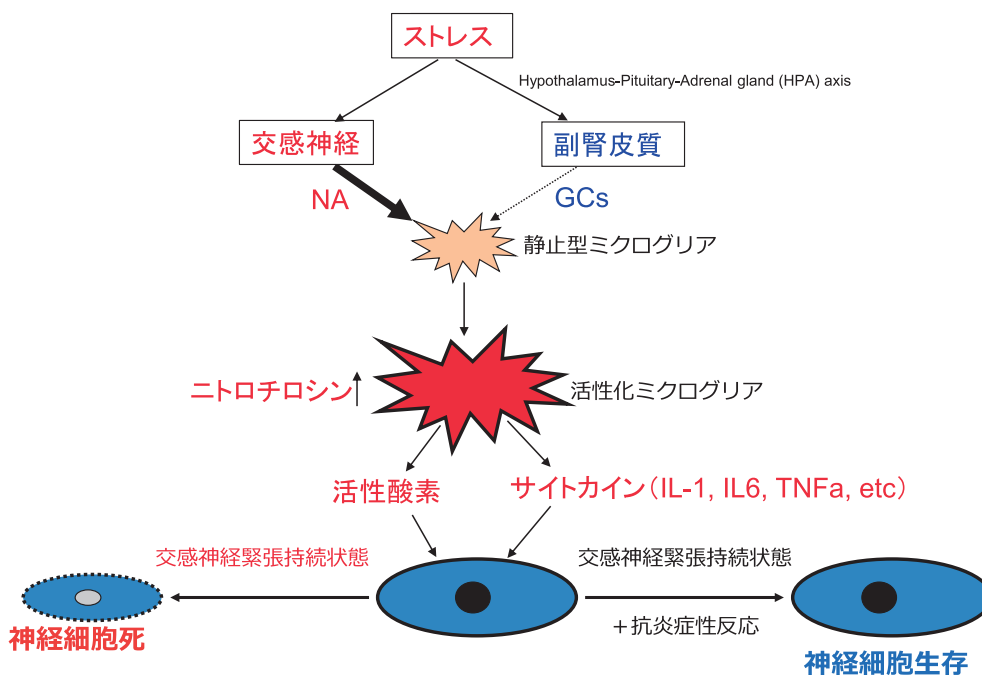 ストレス
Hypothalamus-Pituitary-Adrenal gland (HPA) axis
交感神経
副腎皮質
NA
GCs
静止型ミクログリア
ニトロチロシン
活性化ミクログリア
活性酸素
サイトカイン(IL-1, IL6, TNFa, etc)
交感神経緊張持続状態
交感神経緊張持続状態
+抗炎症性反応
神経細胞死
神経細胞生存